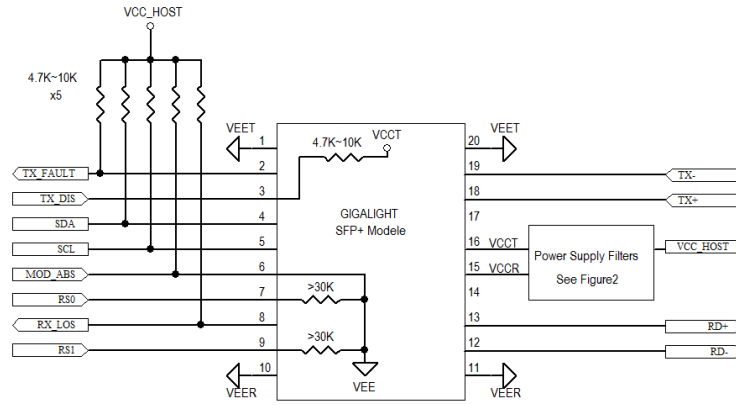 VCC_HOST
4.7K~10K
x5
VEET
1
4.7K~10K
VCCT
20
VEET
TX_FAULT
2
19
TX-
TX_DIS
3
18
TX+
SDA
4
GIGALIGHT
SFP+ Modele
17
SCL
5
16
VCCT
Power Supply Filters
See Figure2
VCC_HOST
MOD_ABS
6
15
VCCR
RS0
7
>30K
14
RX_LOS
8
13
RD+
RS1
9
>30K
12
RD-
VEER
10
VEE
11
VEER